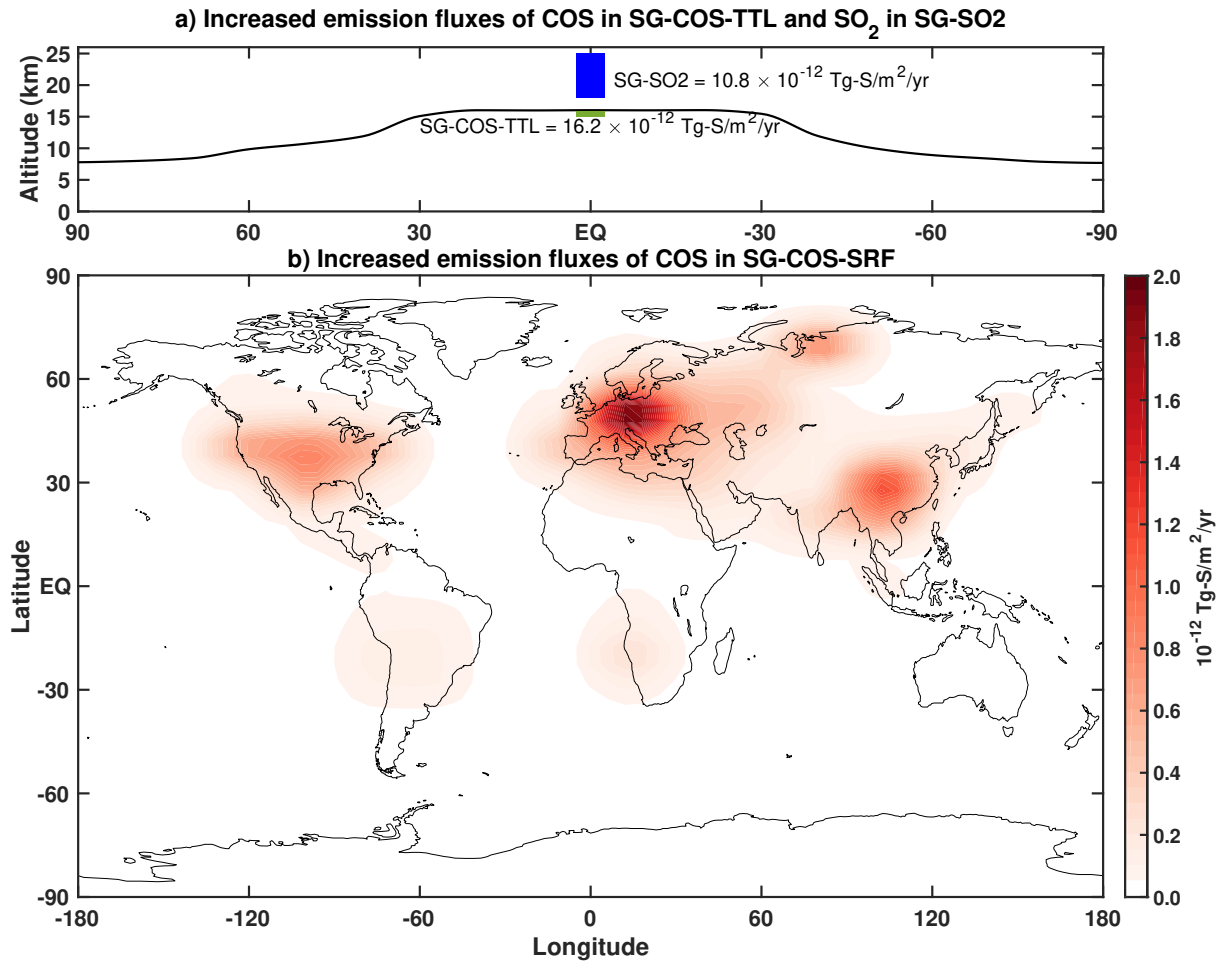 a) Increased emission fluxes of COS in SG-COS-TTL and SO2 in SG-SO2
Altitude (km)
25
20
15
10
5
0
SG-SO2 = 10.8 × 10-12 Tg-S/m2/yr
SG-COS-TTL = 16.2 × 10-12 Tg-S/m2/yr
90 60 30 EQ -30 -60 -90
b) Increased emission fluxes of COS in SG-COS-SRF
Latitude
90
60
30
EQ
-30
-60
-90
-180 -120 -60 0 60 120 180
Longitude
2.0
1.8
1.6
1.4
1.2
1.0
0.8
0.6
0.4
0.2
0.0
10-12 Tg-S/m2/yr